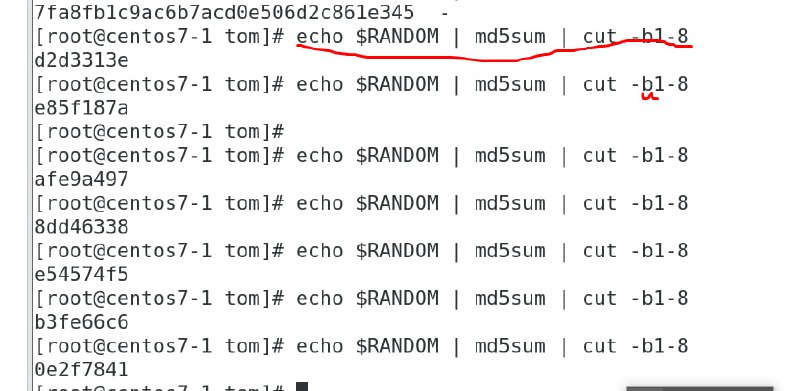 7fa8fb1c9ac6b7acd0e506d2c861e345  -
[root@centos7-1 tom]# echo $RANDOM | md5sum | cut -b1-8
d2d3313e
[root@centos7-1 tom]# echo $RANDOM | md5sum | cut -b1-8
e85f187a
[root@centos7-1 tom]#
[root@centos7-1 tom]# echo $RANDOM | md5sum | cut -b1-8
afe9a497
[root@centos7-1 tom]# echo $RANDOM | md5sum | cut -b1-8
8dd46338
[root@centos7-1 tom]# echo $RANDOM | md5sum | cut -b1-8
e54574f5
[root@centos7-1 tom]# echo $RANDOM | md5sum | cut -b1-8
b3fe66c6
[root@centos7-1 tom]# echo $RANDOM | md5sum | cut -b1-8
0e2f7841
[root@centos7-1 tom]#